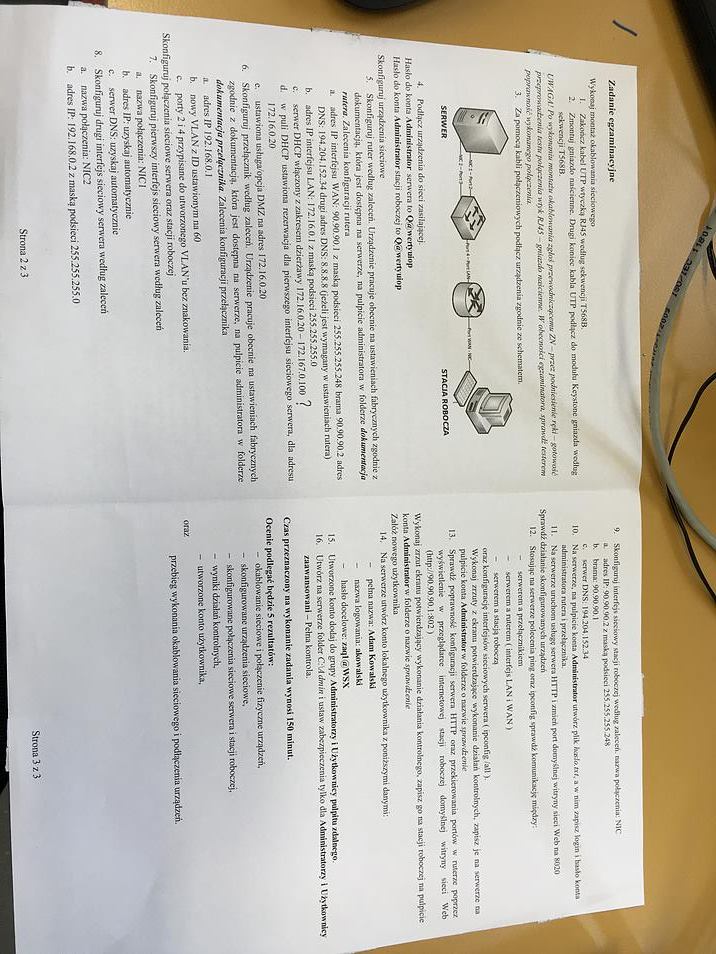 Zadanie egzaminacyjne
Wykonaj montaż okablowania sieciowego
1. Zakończ kabel UTP wtyczką RJ45 według sekwencji T568B.
2. Zamontuj gniazdo naścienne. Drugi koniec kabla UTP podłącz do modułu Keystone gniazda według
sekwencji T568B.
UWAGA! Po wykonaniu montażu okablowania zgłoś przewodniczącemu ZN – przez podniesienie ręki – gotowość
przeprowadzenia testu połączenia wtyk RJ45 – gniazdo naścienne. W obecności egzaminatora, sprawdź testerem
poprawność wykonanego połączenia.
3. Za pomocą kabli połączeniowych podłącz urządzenia zgodnie ze schematem.
SERWER
STACJA ROBOCZA
4. Podłącz urządzenia do sieci zasilającej.
Hasło do konta Administrator serwera to Q@wertyuiop
Hasło do konta Administrator stacji roboczej to Q@wertyuiop
Skonfiguruj urządzenia sieciowe
5. Skonfiguruj ruter według zaleceń. Urządzenie pracuje obecnie na ustawieniach fabrycznych zgodnie z
dokumentacją, która jest dostępna na serwerze, na pulpicie administratora w folderze dokumentacja
rutera. Zalecenia konfiguracji rutera
a. adres IP interfejsu WAN: 90.90.90.1 z maską podsieci 255.255.255.248 brama 90.90.90.2 adres
DNS: 194.204.152.34 drugi adres DNS: 8.8.8.8 (jeżeli jest wymagany w ustawieniach rutera)
b. adres IP interfejsu LAN: 172.16.0.1 z maską podsieci 255.255.255.0
c. serwer DHCP włączony z zakresem dzierżawy 172.16.0.20 – 172.167.0.100 ?
d. w puli DHCP ustawiona rezerwacja dla pierwszego interfejsu sieciowego serwera, dla adresu
172.16.0.20
e. ustawiona usługa/opcja DMZ na adres 172.16.0.20
6. Skonfiguruj przełącznik według zaleceń. Urządzenie pracuje obecnie na ustawieniach fabrycznych
zgodnie z dokumentacją, która jest dostępna na serwerze, na pulpicie administratora w folderze
dokumentacja przełącznika. Zalecenia konfiguracji przełącznika
a. adres IP 192.168.0.1
b. nowy VLAN z ID ustawionym na 60
c. porty 2 i 4 przypisane do utworzonego VLAN'u bez znakowania.
Skonfiguruj połączenia sieciowe serwera oraz stacji roboczej
7. Skonfiguruj pierwszy interfejs sieciowy serwera według zaleceń
a. nazwa połączenia: NIC1
b. adres IP: uzyskaj automatycznie
c. serwer DNS: uzyskaj automatycznie
8. Skonfiguruj drugi interfejs sieciowy serwera według zaleceń
a. nazwa połączenia: NIC2
b. adres IP: 192.168.0.2 z maską podsieci 255.255.255.0
Strona 2 z 3
9. Skonfiguruj interfejs sieciowy stacji roboczej według zaleceń. nazwa połączenia: NIC
a. adres IP: 90.90.90.2 z maską podsieci 255.255.255.248
b. brama: 90.90.90.1
c. serwer DNS: 194.204.152.34
10. Na serwerze, na pulpicie konta Administrator utwórz plik hasło.txt, a w nim zapisz login i hasło konta
administratora rutera i przełącznika.
11. Na serwerze uruchom usługę serwera HTTP i zmień port domyślnej witryny sieci Web na 8020
Sprawdź działanie skonfigurowanych urządzeń
12. Stosując na serwerze polecenia ping oraz ipconfig sprawdź komunikację między:
– serwerem a przełącznikiem
– serwerem a ruterem ( interfejs LAN i WAN )
– serwerem a stacją roboczą
oraz konfigurację interfejsów sieciowych serwera ( ipconfig /all ).
Wykonaj zrzuty z ekranu potwierdzające wykonanie działań kontrolnych, zapisz je na serwerze na
pulpicie konta Administrator w folderze o nazwie sprawdzenie
13. Sprawdź poprawność konfiguracji serwera HTTP oraz przekierowania portów w ruterze poprzez
wyświetlenie w przeglądarce internetowej stacji roboczej domyślnej witryny sieci Web
(http://90.90.90.1:802 )
Wykonaj zrzut ekranu potwierdzający wykonanie działania kontrolnego, zapisz go na stacji roboczej na pulpicie
konta Administrator w folderze o nazwie sprawdzenie
Załóż nowego użytkownika
14. Na serwerze utwórz konto lokalnego użytkownika z poniższymi danymi:
– pełna nazwa: Adam Kowalski
– nazwa logowania: akowalski
– hasło docelowe: zaq1@WSX
15. Utworzone konto dodaj do grupy Administratorzy i Użytkownicy pulpitu zdalnego.
16. Utwórz na serwerze folder C:\Admin i ustaw zabezpieczenia tylko dla Administratorzy i Użytkownicy
zaawansowani – Pełna kontrola.
Czas przeznaczony na wykonanie zadania wynosi 150 minut.
Ocenie podlegać będzie 5 rezultatów:
– okablowanie sieciowe i połączenie fizyczne urządzeń,
– skonfigurowane urządzenia sieciowe,
– skonfigurowane połączenia sieciowe serwera i stacji roboczej,
– wyniki działań kontrolnych,
– utworzone konto użytkownika,
oraz
przebieg wykonania okablowania sieciowego i podłączenia urządzeń.
Strona 3 z 3